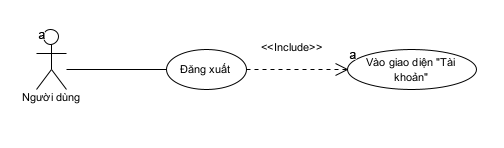 a
<<Include>>
a
Đăng xuất
Vào giao diện "Tài
khoản"
Người dùng